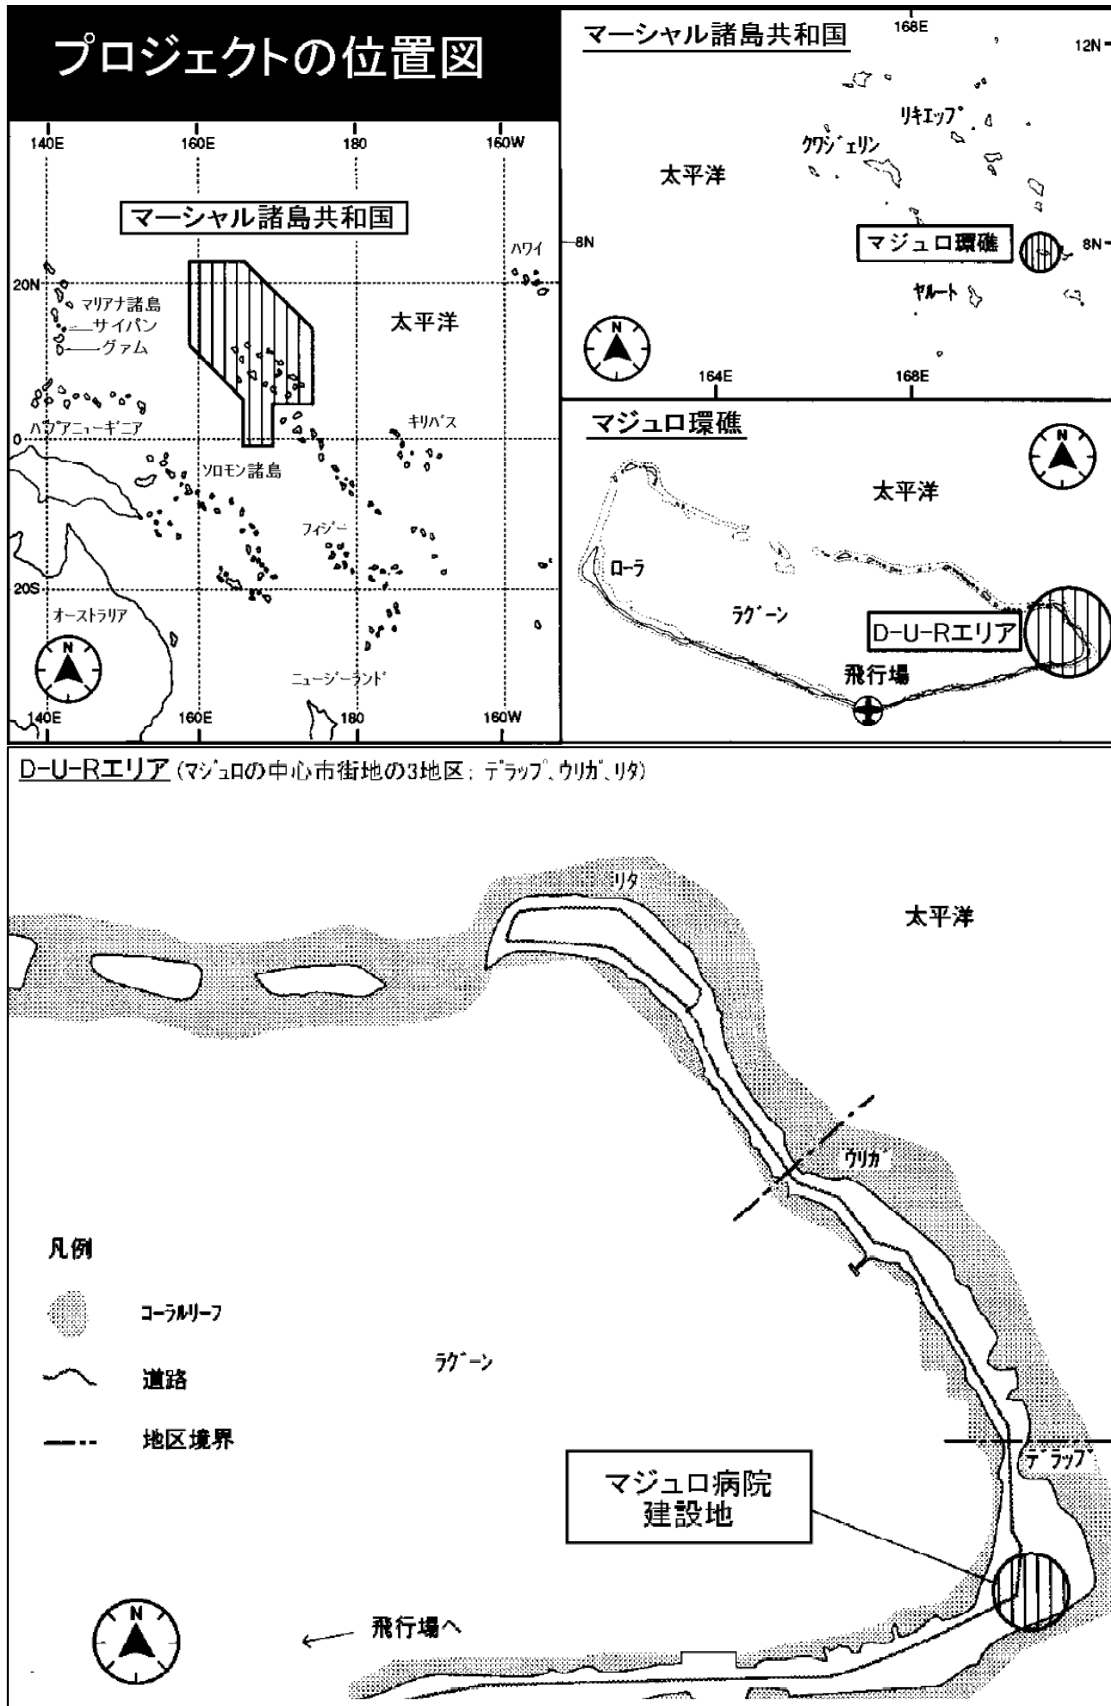 プロジェクトの位置図
140E
160E
180
160W
マーシャル諸島共和国
ハワイ
20N
マリアナ諸島
サイパン
グァム
太平洋
パプアニューギニア
キリバス
0
ソロモン諸島
フィジー
20S
オーストラリア
N
ニュージーランド
140E
160E
180
160W
マーシャル諸島共和国
168E
12N
リキエップ
クワジェリン
太平洋
8N
マジュロ環礁
8N
ヤルート
N
164E
168E
マジュロ環礁
N
太平洋
ローラ
ラグーン
D-U-Rエリア
飛行場
D-U-Rエリア (マジュロの中心市街地の3地区; デラップ、ウリガ、リタ)
リタ
太平洋
ウリガ
凡例
コーラルリーフ
ラグーン
道路
地区境界
デラップ
マジュロ病院
建設地
N
← 飛行場へ